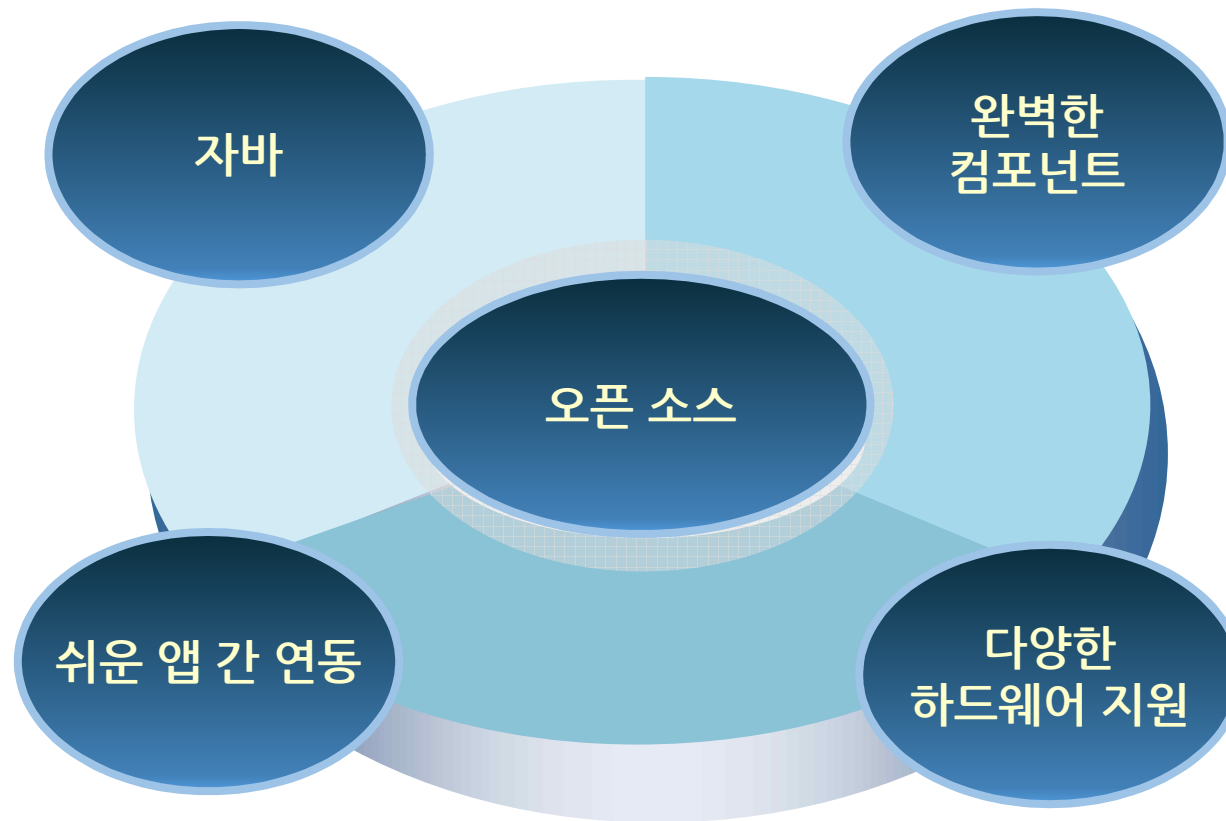 자바
완벽한
컴포넌트
오픈 소스
쉬운 앱 간 연동
다양한
하드웨어 지원